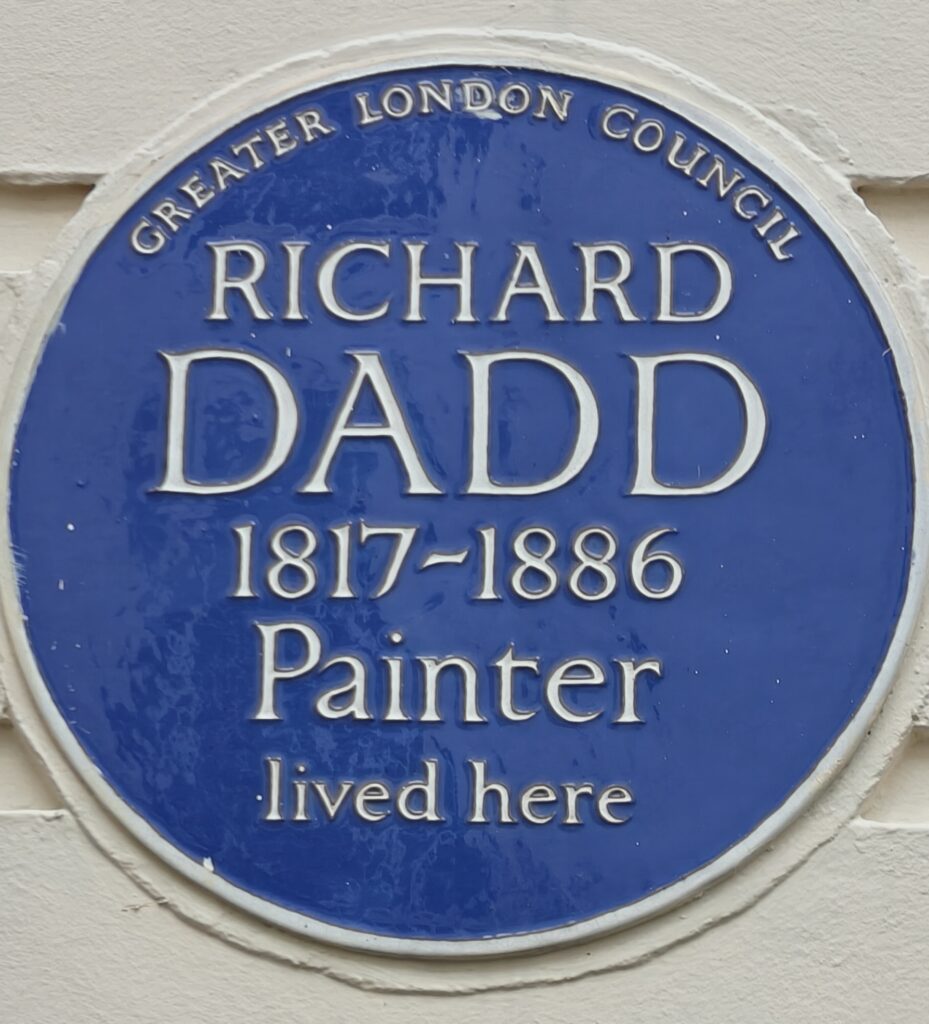 GREATER LONDON COUNCIL
RICHARD
DADD
1817-1886
Painter
lived here